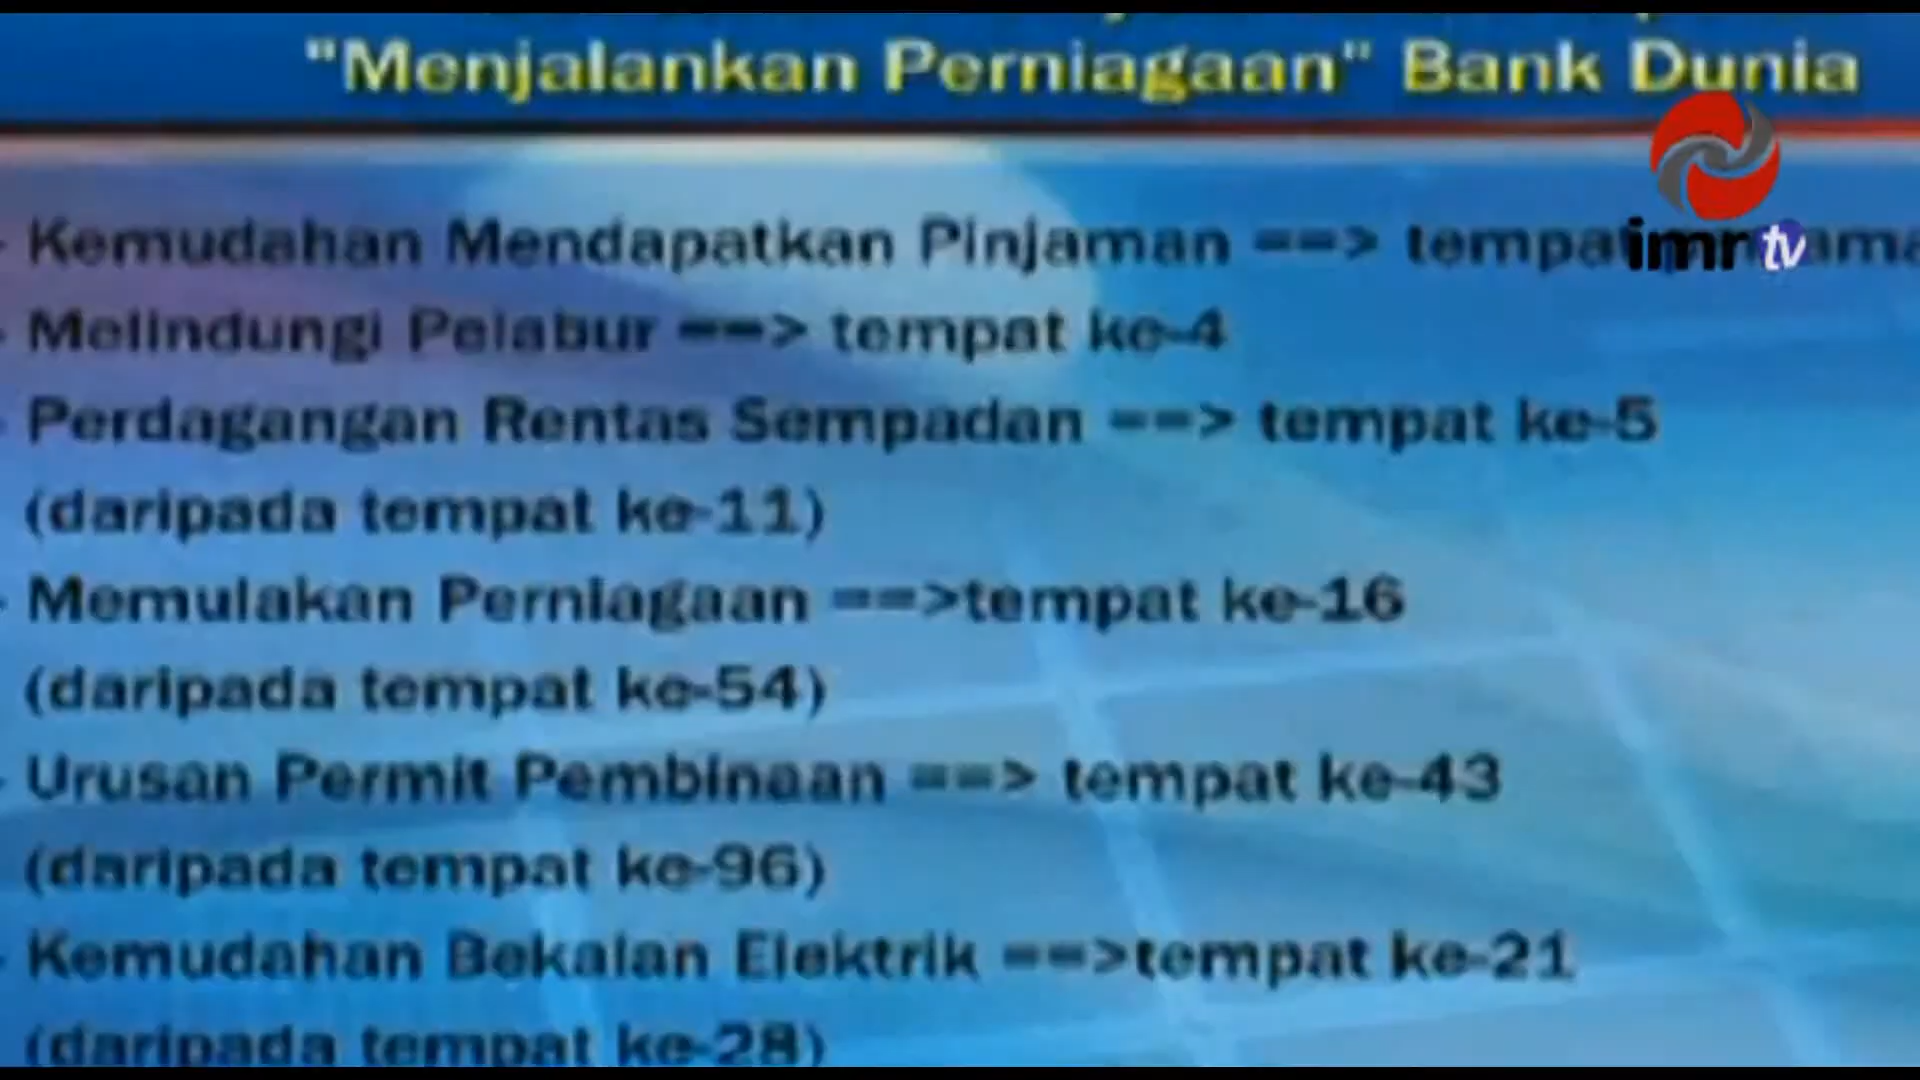 "Menjalankan Perniagaan" Bank Dunia
- Kemudahan Mendapatkan Pinjaman ==> tempat
imr tv
- Melindungi Pelabur ==> tempat ke-4
- Perdagangan Rentas Sempadan ==> tempat ke-5
(daripada tempat ke-11)
- Memulakan Perniagaan ==>tempat ke-16
(daripada tempat ke-54)
- Urusan Permit Pembinaan ==> tempat ke-43
(daripada tempat ke-96)
- Kemudahan Bekalan Elektrik ==>tempat ke-21
(daripada tempat ke-28)